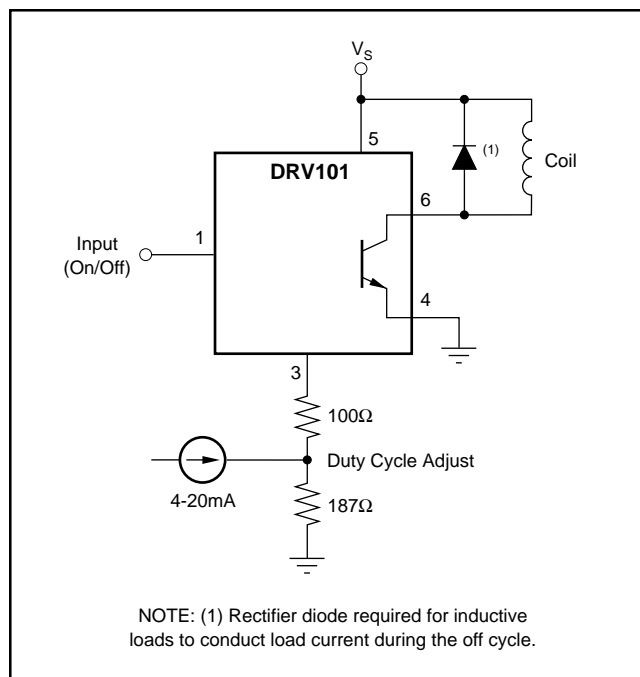 V_S
5
DRV101
(1)
Coil
6
1
Input
(On/Off)
4
3
100Ω
Duty Cycle Adjust
4-20mA
187Ω
NOTE: (1) Rectifier diode required for inductive
loads to conduct load current during the off cycle.